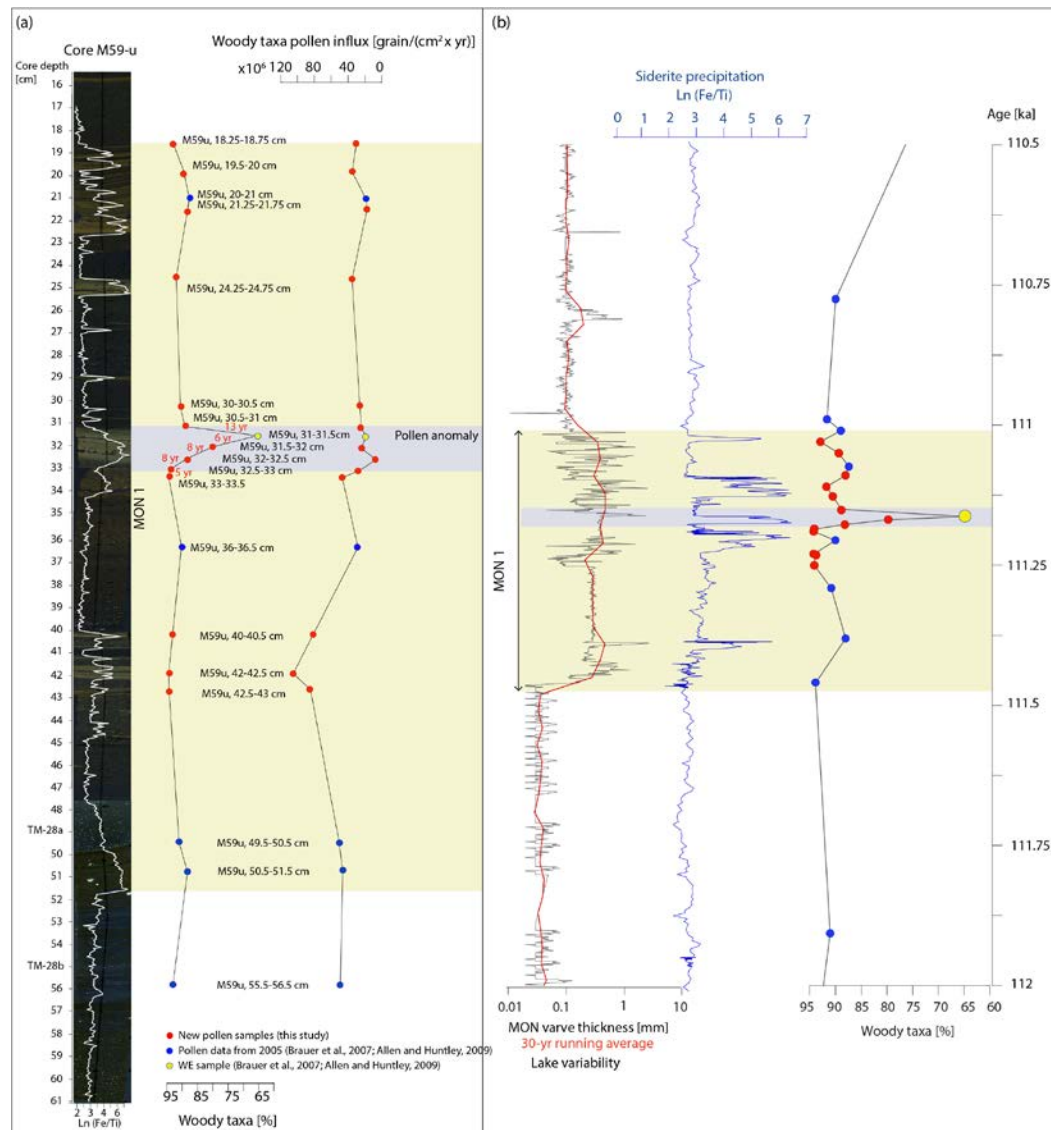 (a)
Core M59-u
Core depth
[cm]
Woody taxa pollen influx [grain/(cm² x yr)]
x10⁶ 120 80 40 0
16
17
18
19
20
21
22
23
24
25
26
27
28
29
30
31
32
33
34
35
36
37
38
39
40
41
42
43
44
45
46
47
48
TM-28a
50
51
52
53
54
TM-28b
56
57
58
59
60
61
2 3 4 6
Ln (Fe/Ti)
M59u, 18.25-18.75 cm
M59u, 19.5-20 cm
M59u, 20-21 cm
M59u, 21.25-21.75 cm
M59u, 24.25-24.75 cm
M59u, 30-30.5 cm
M59u, 30.5-31 cm
13 yr
M59u, 31-31.5cm
Pollen anomaly
6 yr
M59u, 31.5-32 cm
8 yr
M59u, 32-32.5 cm
8 yr
M59u, 32.5-33 cm
5 yr
M59u, 33-33.5
MON 1
M59u, 36-36.5 cm
M59u, 40-40.5 cm
M59u, 42-42.5 cm
M59u, 42.5-43 cm
M59u, 49.5-50.5 cm
M59u, 50.5-51.5 cm
M59u, 55.5-56.5 cm
New pollen samples (this study)
Pollen data from 2005 (Brauer et al., 2007; Allen and Huntley, 2009)
WE sample (Brauer et al., 2007; Allen and Huntley, 2009)
95 85 75 65
Woody taxa [%]
(b)
Siderite precipitation
Ln (Fe/Ti)
0 1 2 3 4 5 6 7
Age [ka]
110.5
110.75
111
111.25
111.5
111.75
112
MON 1
0.01 0.1 1 10
MON varve thickness [mm]
30-yr running average
Lake variability
95 90 85 80 75 70 65 60
Woody taxa [%]